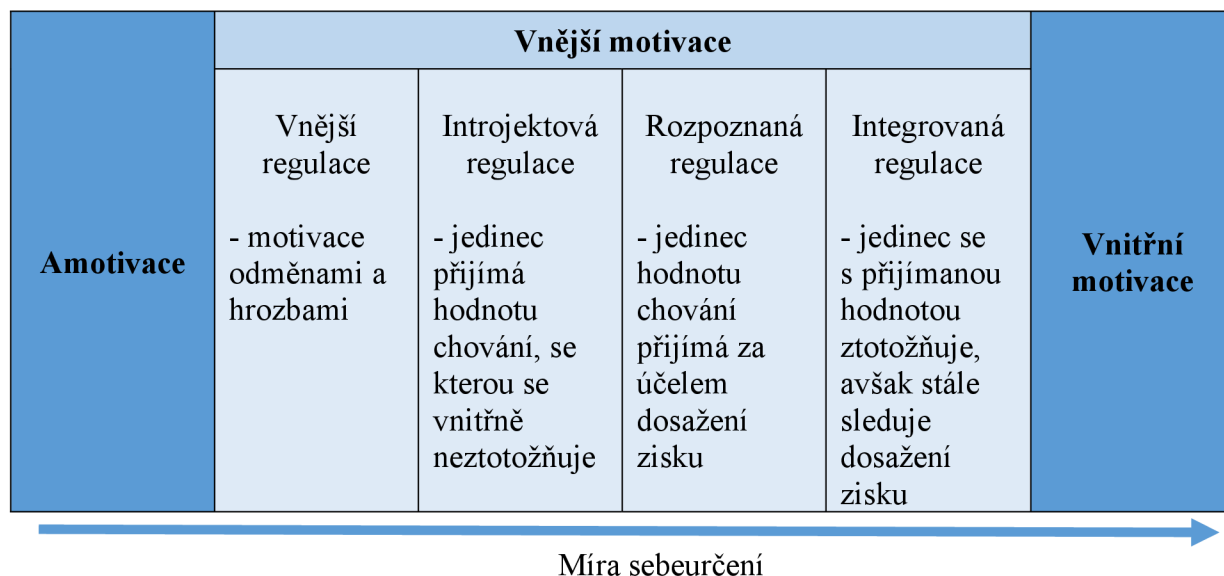 Vnější motivace
Amotivace
Vnější
regulace
- motivace
odměnami a
hrozbami
Introjektová
regulace
- jedinec
přijímá
hodnotu
chování, se
kterou se
vnitřně
neztotožňuje
Rozpoznaná
regulace
- jedinec
hodnotu
chování
přijímá za
účelem
dosažení
zisku
Integrovaná
regulace
- jedinec se
s přijímanou
hodnotou
ztotožňuje,
avšak stále
sleduje
dosažení
zisku
Vnitřní
motivace
Míra sebeurčení